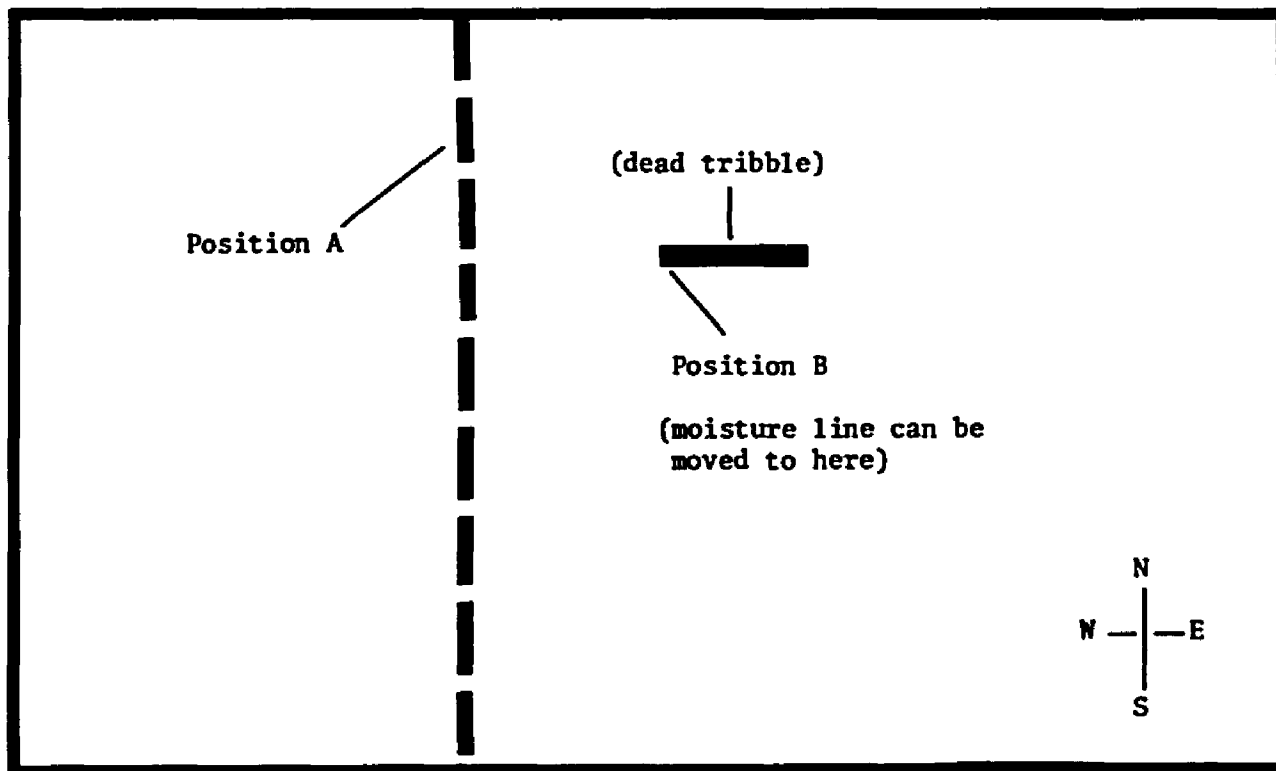 (dead tribble)
Position A
Position B
(moisture line can be
moved to here)
N
W E
S